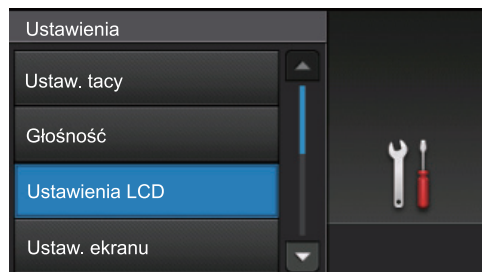 Ustawienia
Ustaw. tacy
Głośność
Ustawienia LCD
Ustaw. ekranu